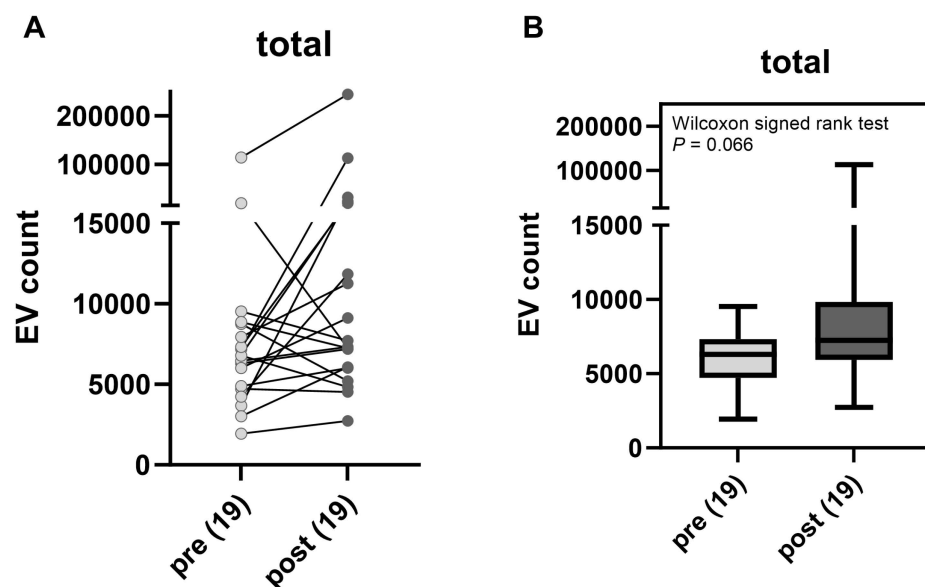 A
total
EV count
200000
100000
15000
10000
5000
0
pre (19)
post (19)
B
total
Wilcoxon signed rank test
P = 0.066
EV count
200000
100000
15000
10000
5000
0
pre (19)
post (19)